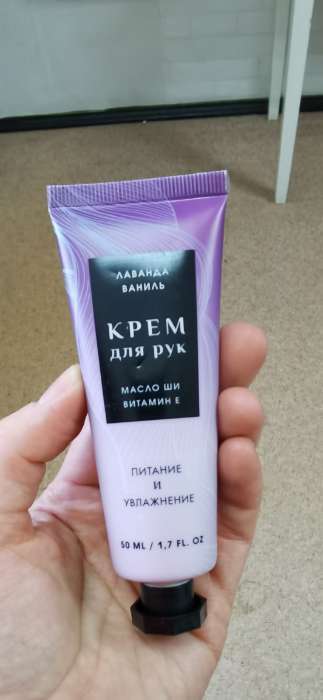 ЛАВАНДА
ВАНИЛЬ
КРЕМ
для рук
МАСЛО ШИ
ВИТАМИН Е
ПИТАНИЕ
И
УВЛАЖНЕНИЕ
50 ML / 1,7 FL. OZ